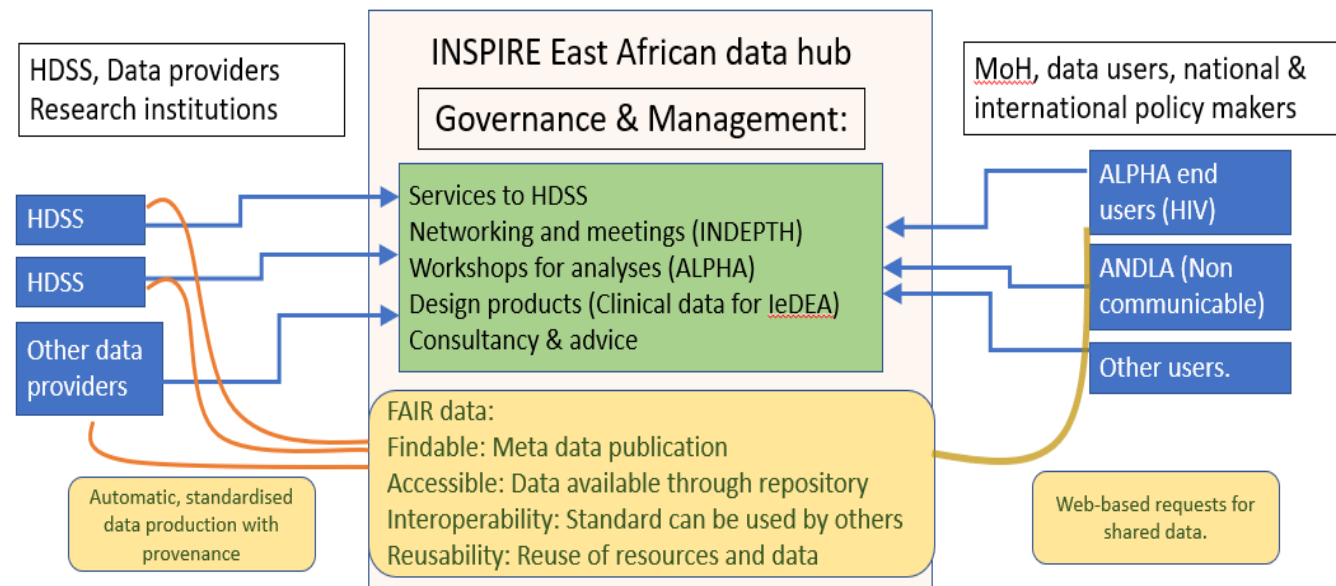 HDSS, Data providers
Research institutions
INSPIRE East African data hub
Governance & Management:
MoH, data users, national &
international policy makers
HDSS
HDSS
Other data
providers
Services to HDSS
Networking and meetings (INDEPTH)
Workshops for analyses (ALPHA)
Design products (Clinical data for IeDEA)
Consultancy & advice
ALPHA end
users (HIV)
ANDLA (Non
communicable)
Other users.
FAIR data:
Findable: Meta data publication
Accessible: Data available through repository
Interoperability: Standard can be used by others
Reusability: Reuse of resources and data
Automatic, standardised
data production with
provenance
Web-based requests for
shared data.